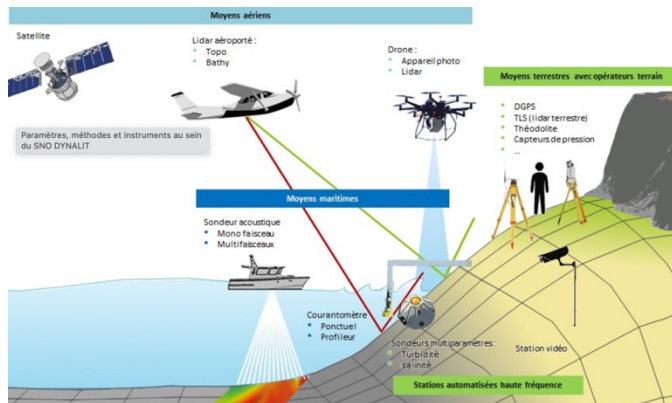 Moyens aériens
Satellite
Lidar aéroporté :
Topo
Bathy
Drone :
Appareil photo
Lidar
Moyens terrestres avec opérateurs terrain
DGPS
TLS (lidar terrestre)
Théodolite
Capteurs de pression
...
Paramètres, méthodes et instruments au sein
du SNO DYNALIT
Moyens maritimes
Sondeur acoustique
Mono faisceau
Multifaisceaux
Courantomètre
Ponctuel
Profileur
Sondeurs multiparamètres :
Turbidité
salinité
Station vidéo
Stations automatisées haute fréquence